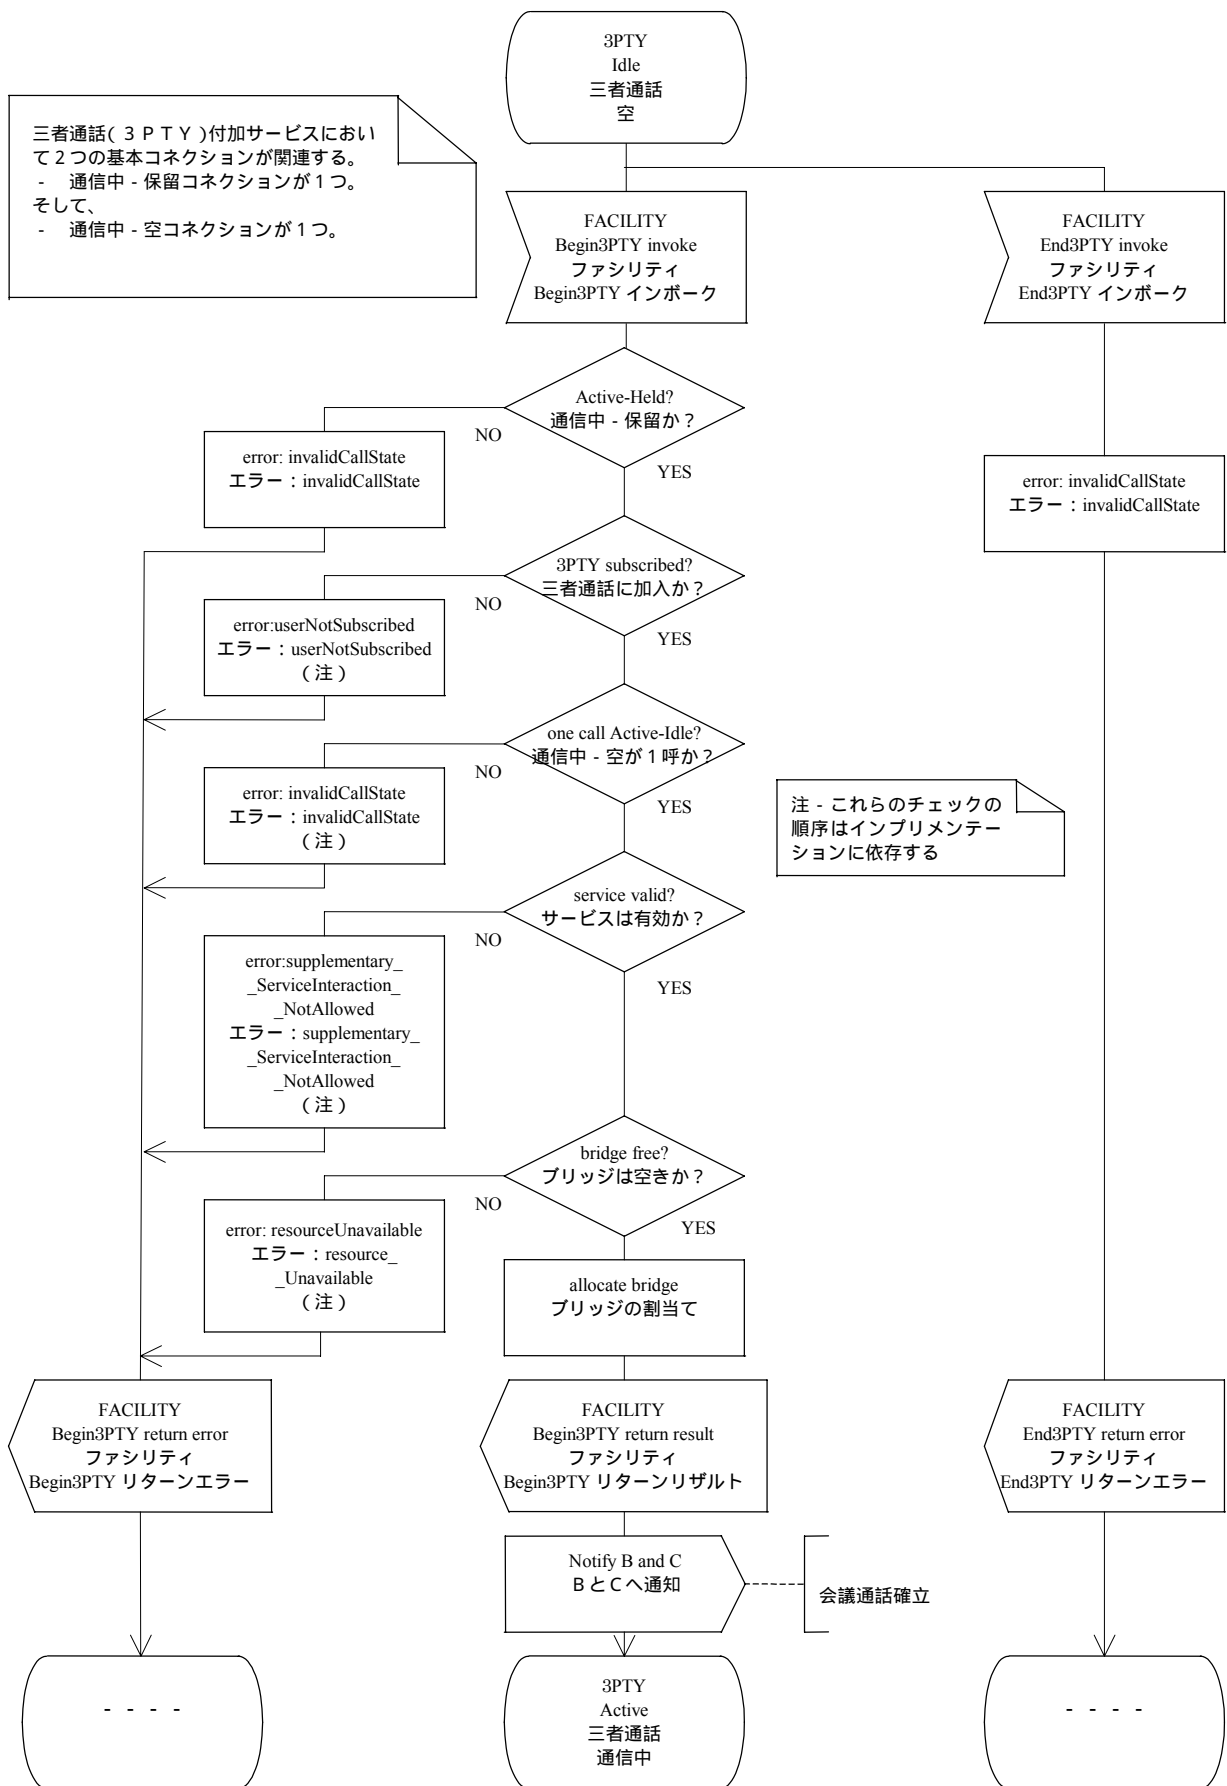 3PTY
Idle
三者通話
空
三者通話(３ＰＴＹ)付加サービスにおい
て２つの基本コネクションが関連する。
- 通信中 - 保留コネクションが１つ。
そして、
- 通信中 - 空コネクションが１つ。
FACILITY
Begin3PTY invoke
ファシリティ
Begin3PTY インボーク
FACILITY
End3PTY invoke
ファシリティ
End3PTY インボーク
Active-Held?
通信中 - 保留か？
NO
YES
error: invalidCallState
エラー：invalidCallState
error: invalidCallState
エラー：invalidCallState
3PTY subscribed?
三者通話に加入か？
NO
YES
error:userNotSubscribed
エラー：userNotSubscribed
（注）
one call Active-Idle?
通信中 - 空が１呼か？
NO
YES
error: invalidCallState
エラー：invalidCallState
（注）
注 - これらのチェックの
順序はインプリメンテー
ションに依存する
service valid?
サービスは有効か？
NO
YES
error:supplementary_
_ServiceInteraction_
_NotAllowed
エラー：supplementary_
_ServiceInteraction_
_NotAllowed
（注）
bridge free?
ブリッジは空きか？
NO
YES
error: resourceUnavailable
エラー：resource_
_Unavailable
（注）
allocate bridge
ブリッジの割当て
FACILITY
Begin3PTY return error
ファシリティ
Begin3PTY リターンエラー
FACILITY
Begin3PTY return result
ファシリティ
Begin3PTY リターンリザルト
FACILITY
End3PTY return error
ファシリティ
End3PTY リターンエラー
Notify B and C
ＢとＣへ通知
会議通話確立
- - - -
3PTY
Active
三者通話
通信中
- - - -